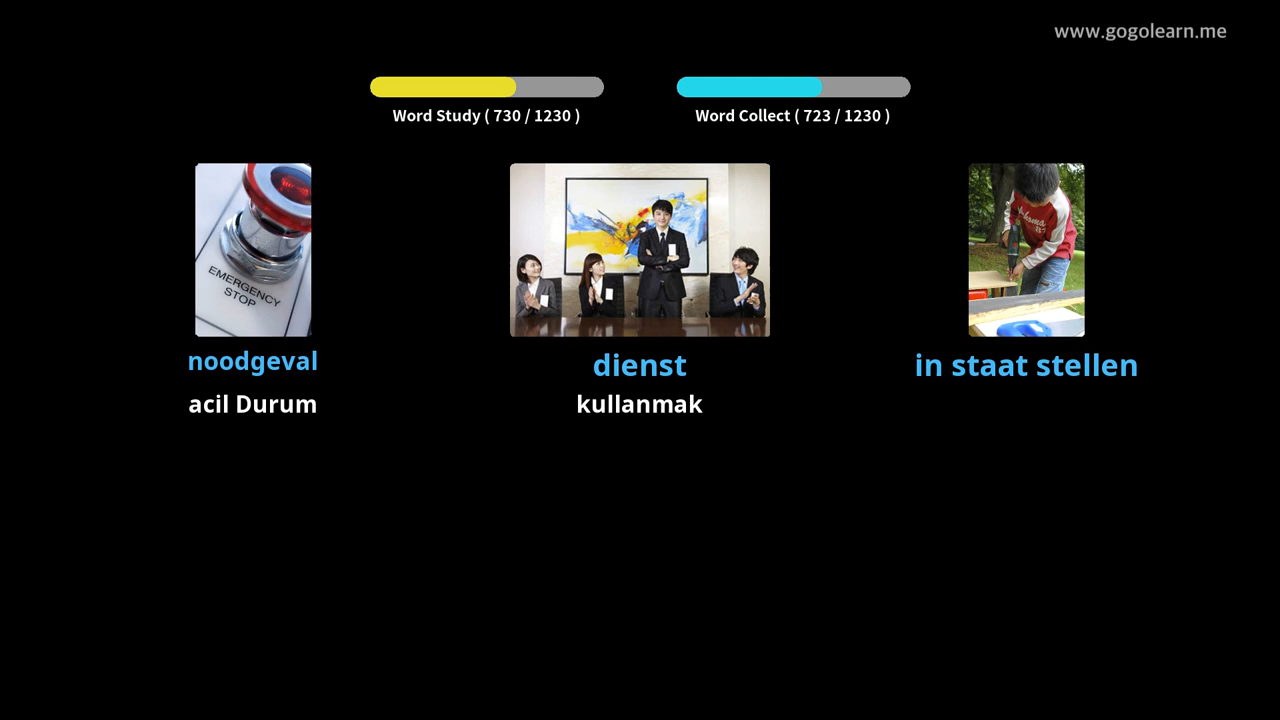 www.gogolearn.me
Word Study ( 730 / 1230 )
Word Collect ( 723 / 1230 )
EMERGENCY
STOP
noodgeval
dienst
in staat stellen
acil Durum
kullanmak